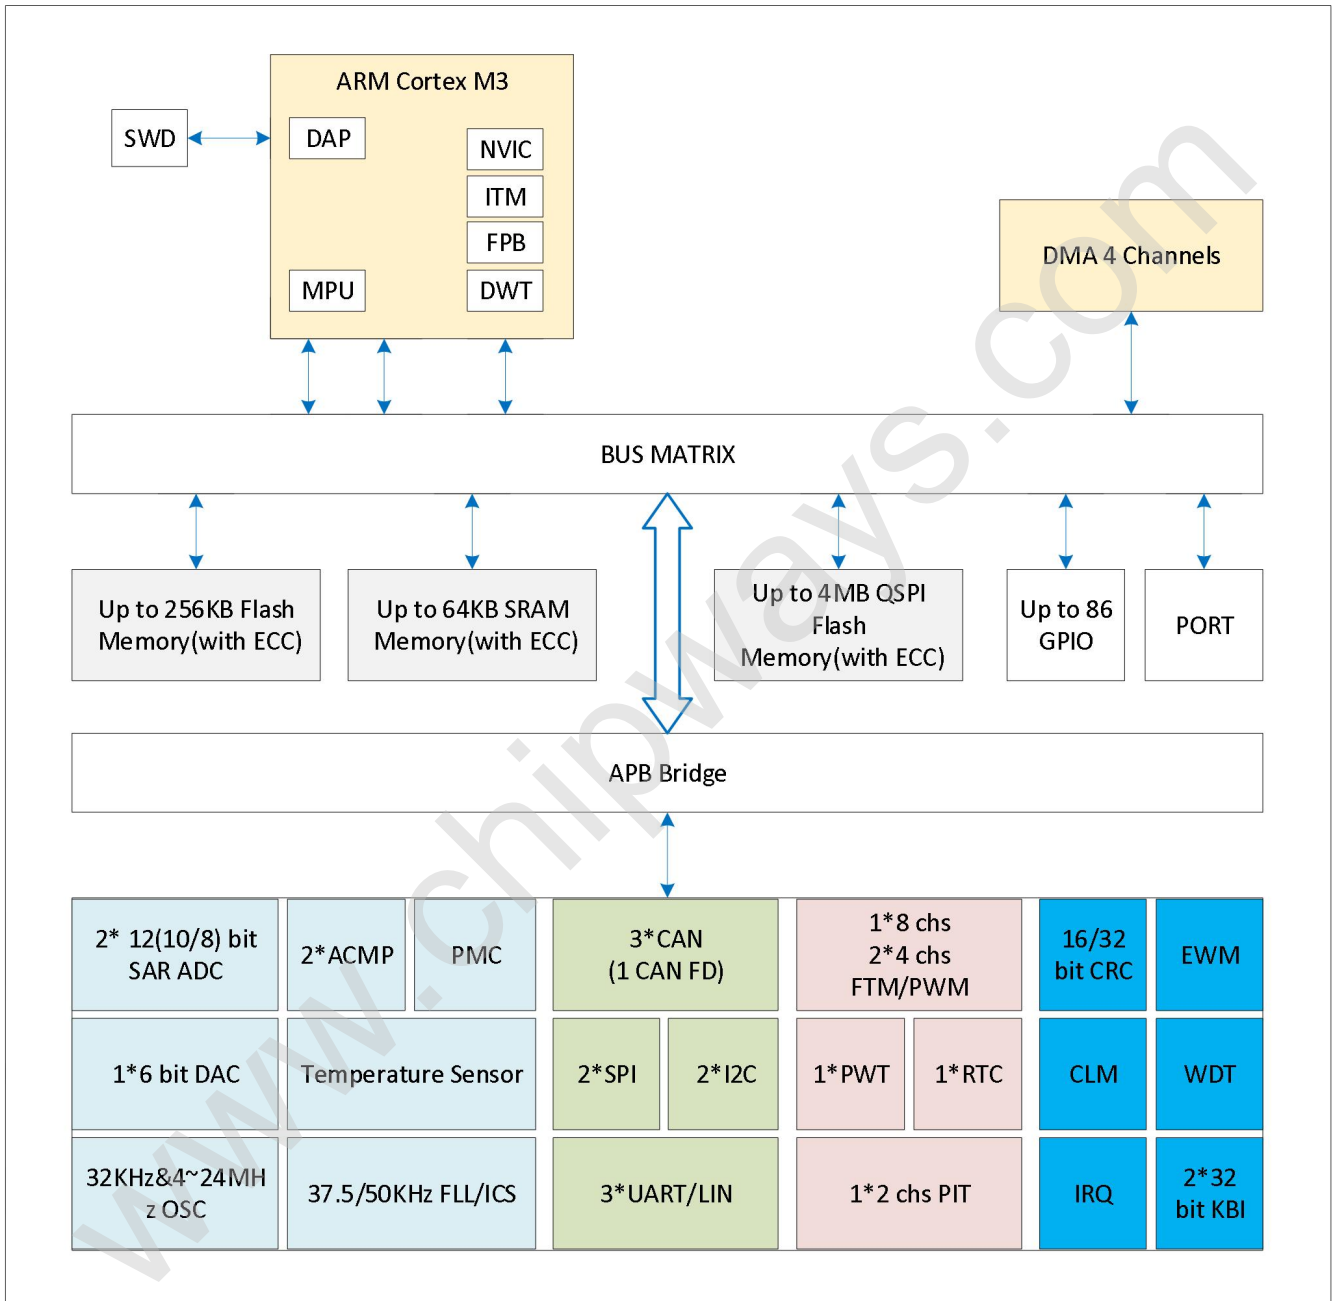 ARM Cortex M3
SWD
DAP
NVIC
ITM
FPB
MPU
DWT
DMA 4 Channels
BUS MATRIX
Up to 256KB Flash
Memory(with ECC)
Up to 64KB SRAM
Memory(with ECC)
Up to 4MB QSPI
Flash
Memory(with ECC)
Up to 86
GPIO
PORT
APB Bridge
2* 12(10/8) bit
SAR ADC
2*ACMP
PMC
3*CAN
(1 CAN FD)
1*8 chs
2*4 chs
FTM/PWM
16/32
bit CRC
EWM
1*6 bit DAC
Temperature Sensor
2*SPI
2*I2C
1*PWT
1*RTC
CLM
WDT
32KHz&4~24MH
z OSC
37.5/50KHz FLL/ICS
3*UART/LIN
1*2 chs PIT
IRQ
2*32
bit KBI
www.chipways.com